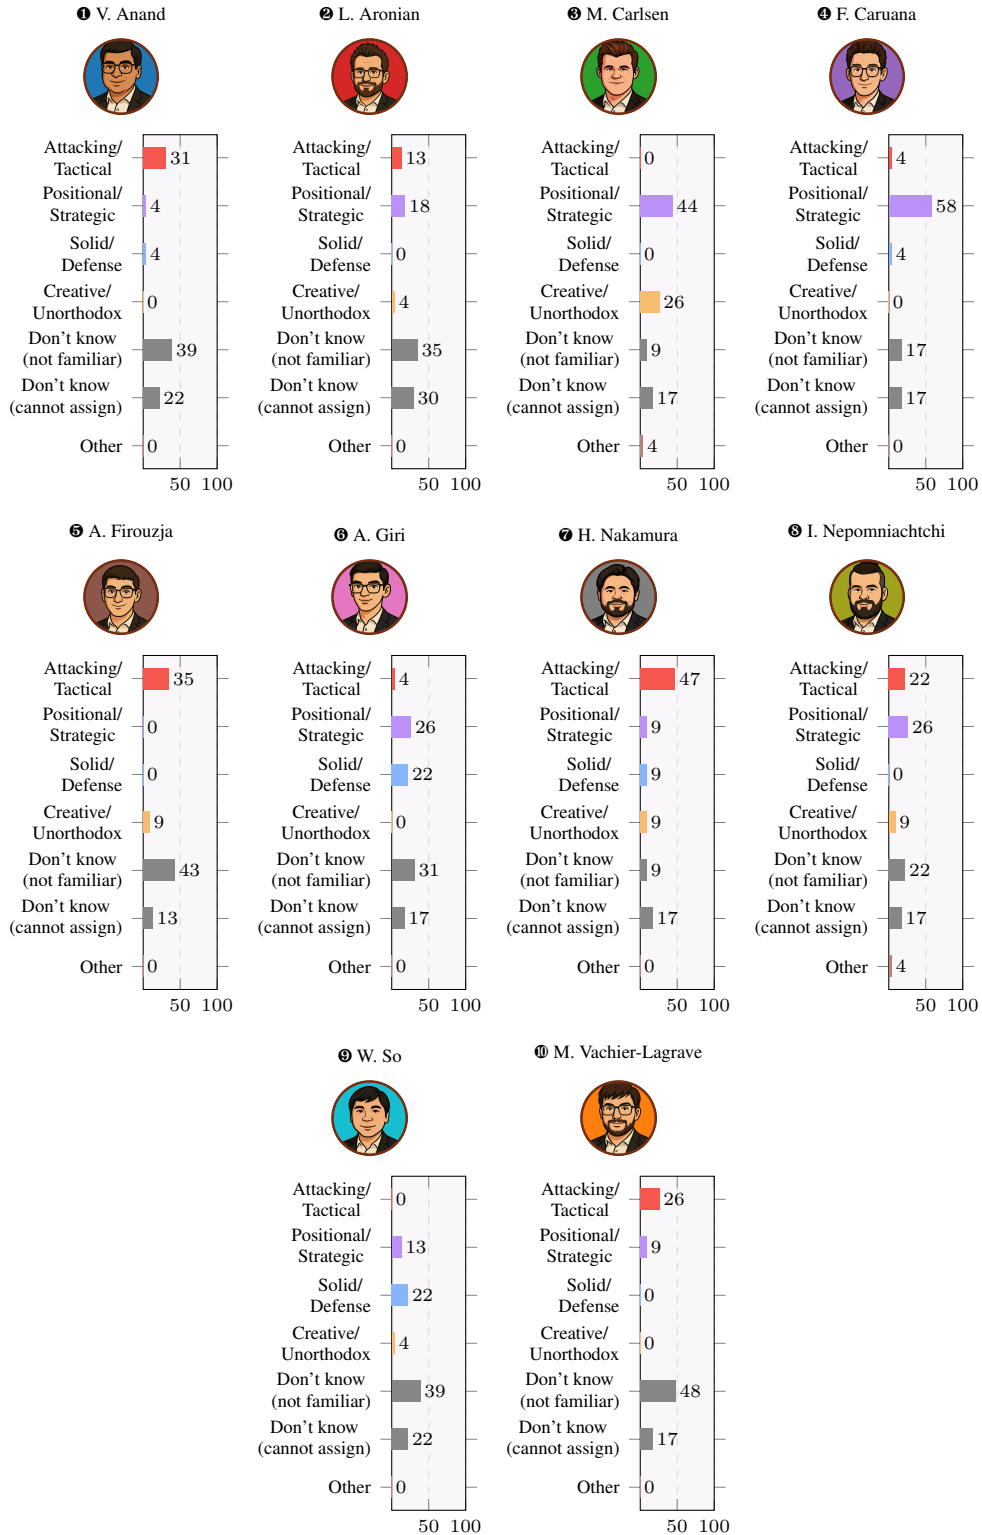 ❶ V. Anand
Attacking/
Tactical
31
Positional/
Strategic
4
Solid/
Defense
4
Creative/
Unorthodox
0
Don't know
(not familiar)
39
Don't know
(cannot assign)
22
Other
0
50 100
❷ L. Aronian
Attacking/
Tactical
13
Positional/
Strategic
18
Solid/
Defense
0
Creative/
Unorthodox
4
Don't know
(not familiar)
35
Don't know
(cannot assign)
30
Other
0
50 100
❸ M. Carlsen
Attacking/
Tactical
0
Positional/
Strategic
44
Solid/
Defense
0
Creative/
Unorthodox
26
Don't know
(not familiar)
9
Don't know
(cannot assign)
17
Other
4
50 100
❹ F. Caruana
Attacking/
Tactical
4
Positional/
Strategic
58
Solid/
Defense
4
Creative/
Unorthodox
0
Don't know
(not familiar)
17
Don't know
(cannot assign)
17
Other
0
50 100
❺ A. Firouzja
Attacking/
Tactical
35
Positional/
Strategic
0
Solid/
Defense
0
Creative/
Unorthodox
9
Don't know
(not familiar)
43
Don't know
(cannot assign)
13
Other
0
50 100
❻ A. Giri
Attacking/
Tactical
4
Positional/
Strategic
26
Solid/
Defense
22
Creative/
Unorthodox
0
Don't know
(not familiar)
31
Don't know
(cannot assign)
17
Other
0
50 100
❼ H. Nakamura
Attacking/
Tactical
47
Positional/
Strategic
9
Solid/
Defense
9
Creative/
Unorthodox
9
Don't know
(not familiar)
9
Don't know
(cannot assign)
17
Other
0
50 100
❽ I. Nepomniachtchi
Attacking/
Tactical
22
Positional/
Strategic
26
Solid/
Defense
0
Creative/
Unorthodox
9
Don't know
(not familiar)
22
Don't know
(cannot assign)
17
Other
4
50 100
❾ W. So
Attacking/
Tactical
0
Positional/
Strategic
13
Solid/
Defense
22
Creative/
Unorthodox
4
Don't know
(not familiar)
39
Don't know
(cannot assign)
22
Other
0
50 100
❿ M. Vachier-Lagrave
Attacking/
Tactical
26
Positional/
Strategic
9
Solid/
Defense
0
Creative/
Unorthodox
0
Don't know
(not familiar)
48
Don't know
(cannot assign)
17
Other
0
50 100